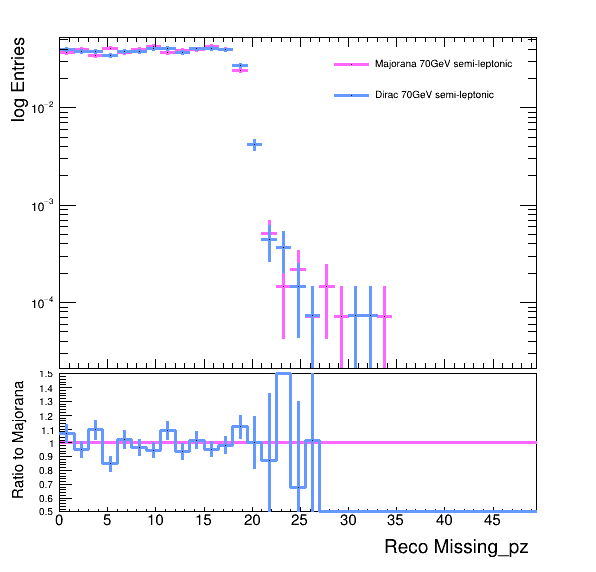 log Entries
Majorana 70GeV semi-leptonic
Dirac 70GeV semi-leptonic
10⁻²
10⁻³
10⁻⁴
Ratio to Majorana
1.5
1.4
1.3
1.2
1.1
1
0.9
0.8
0.7
0.6
0.5
0 5 10 15 20 25 30 35 40 45
Reco Missing_pz